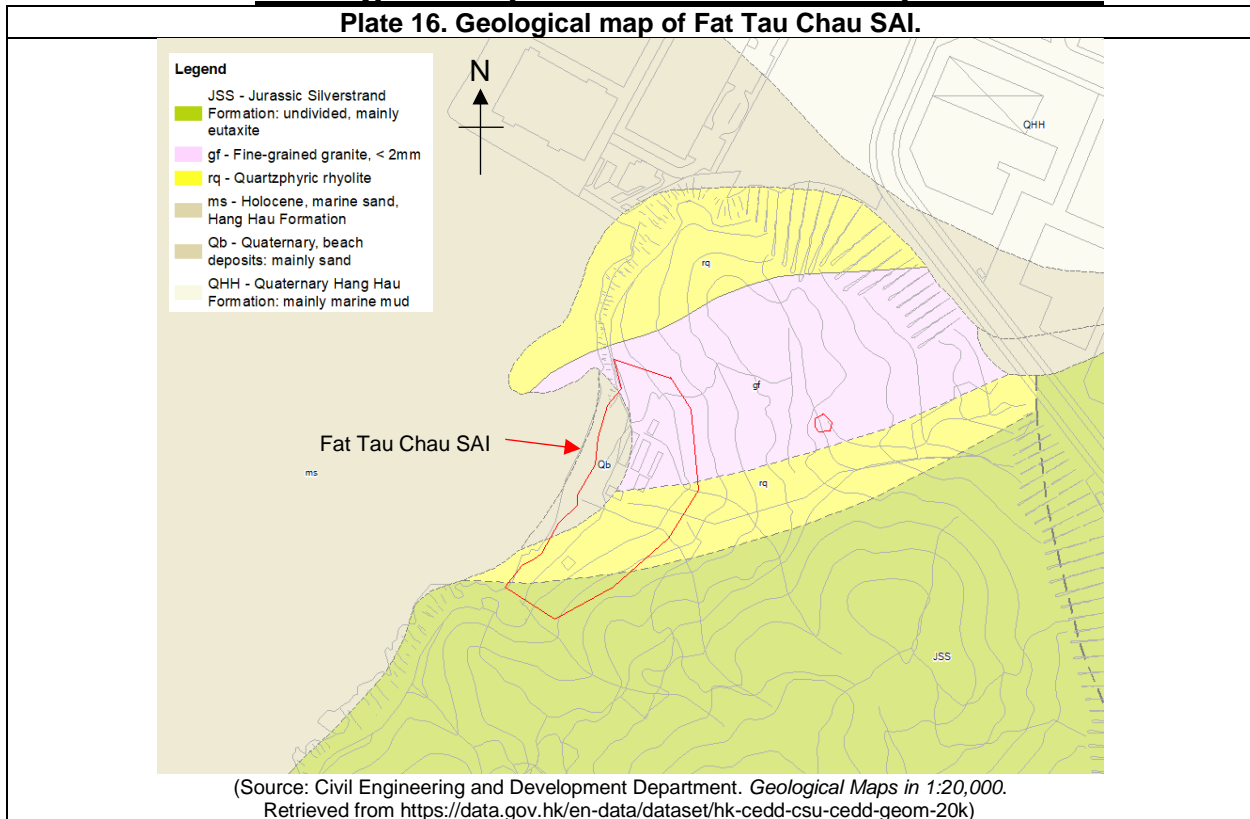 Plate 16. Geological map of Fat Tau Chau SAI.
Legend
JSS - Jurassic Silverstrand
Formation: undivided, mainly
eutaxite
gf - Fine-grained granite, < 2mm
rq - Quartzphyric rhyolite
ms - Holocene, marine sand,
Hang Hau Formation
Qb - Quaternary, beach
deposits: mainly sand
QHH - Quaternary Hang Hau
Formation: mainly marine mud
N
QHH
rq
gf
Fat Tau Chau SAI
Qb
ms
rq
JSS
(Source: Civil Engineering and Development Department. Geological Maps in 1:20,000.
Retrieved from https://data.gov.hk/en-data/dataset/hk-cedd-csu-cedd-geom-20k)